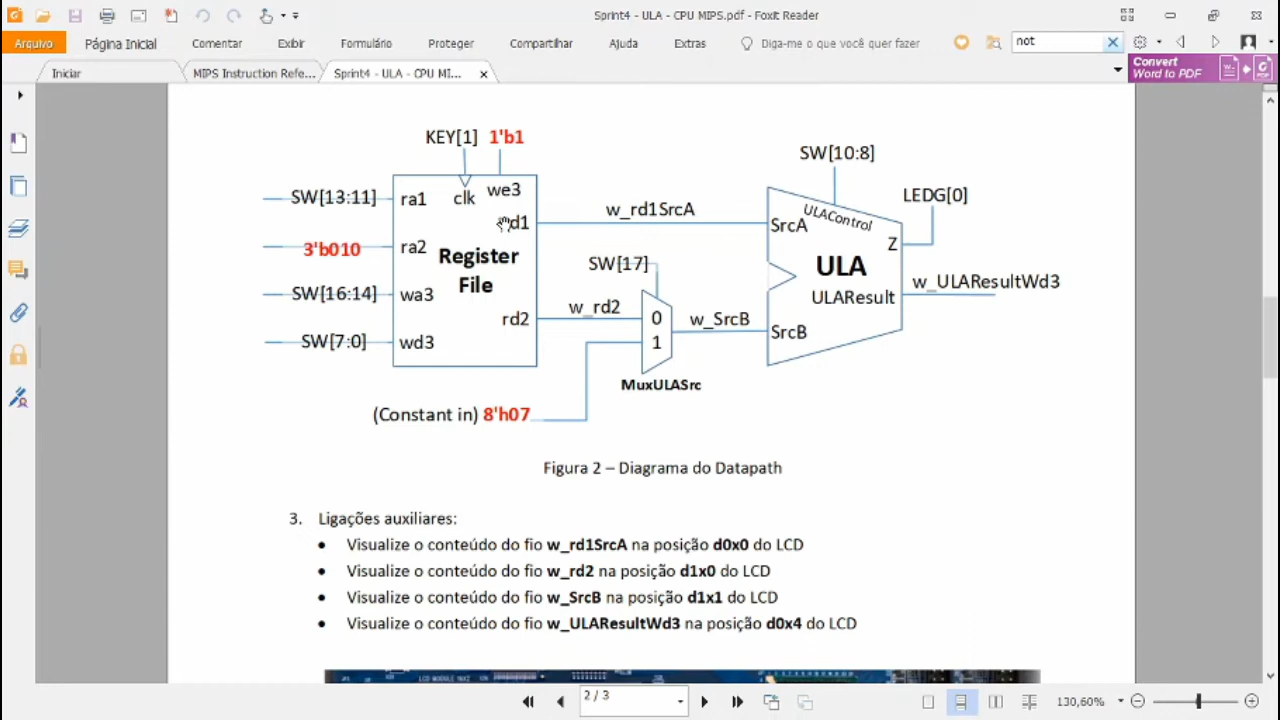 Sprint4 - ULA - CPU MIPS.pdf - Foxit Reader
Arquivo Página Inicial Comentar Exibir Formulário Proteger Compartilhar Ajuda Extras Diga-me o que você quer fazer not
Iniciar MIPS Instruction Refe... Sprint4 - ULA - CPU MI...
Convert
Word to PDF
KEY[1] 1'b1
SW[10:8]
SW[13:11] ra1 clk we3
w_rd1SrcA
ULAControl
LEDG[0]
d1
SrcA
3'b010 ra2
Z
Register
File
SW[17]
ULA
SW[16:14] wa3
w_rd2
ULAResult
w_ULAResultWd3
rd2
0
w_SrcB
SrcB
SW[7:0] wd3
1
MuxULASrc
(Constant in) 8'h07
Figura 2 – Diagrama do Datapath
3. Ligações auxiliares:
• Visualize o conteúdo do fio w_rd1SrcA na posição d0x0 do LCD
• Visualize o conteúdo do fio w_rd2 na posição d1x0 do LCD
• Visualize o conteúdo do fio w_SrcB na posição d1x1 do LCD
• Visualize o conteúdo do fio w_ULAResultWd3 na posição d0x4 do LCD
2 / 3
130,60%